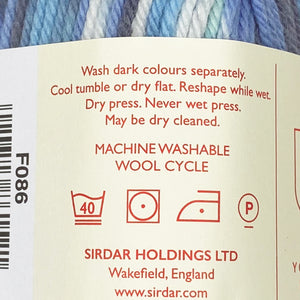 Wash dark colours separately.
Cool tumble or dry flat. Reshape while wet.
Dry press. Never wet press.
May be dry cleaned.
MACHINE WASHABLE
WOOL CYCLE
40
P
SIRDAR HOLDINGS LTD
Wakefield, England
www.sirdar.com
F086